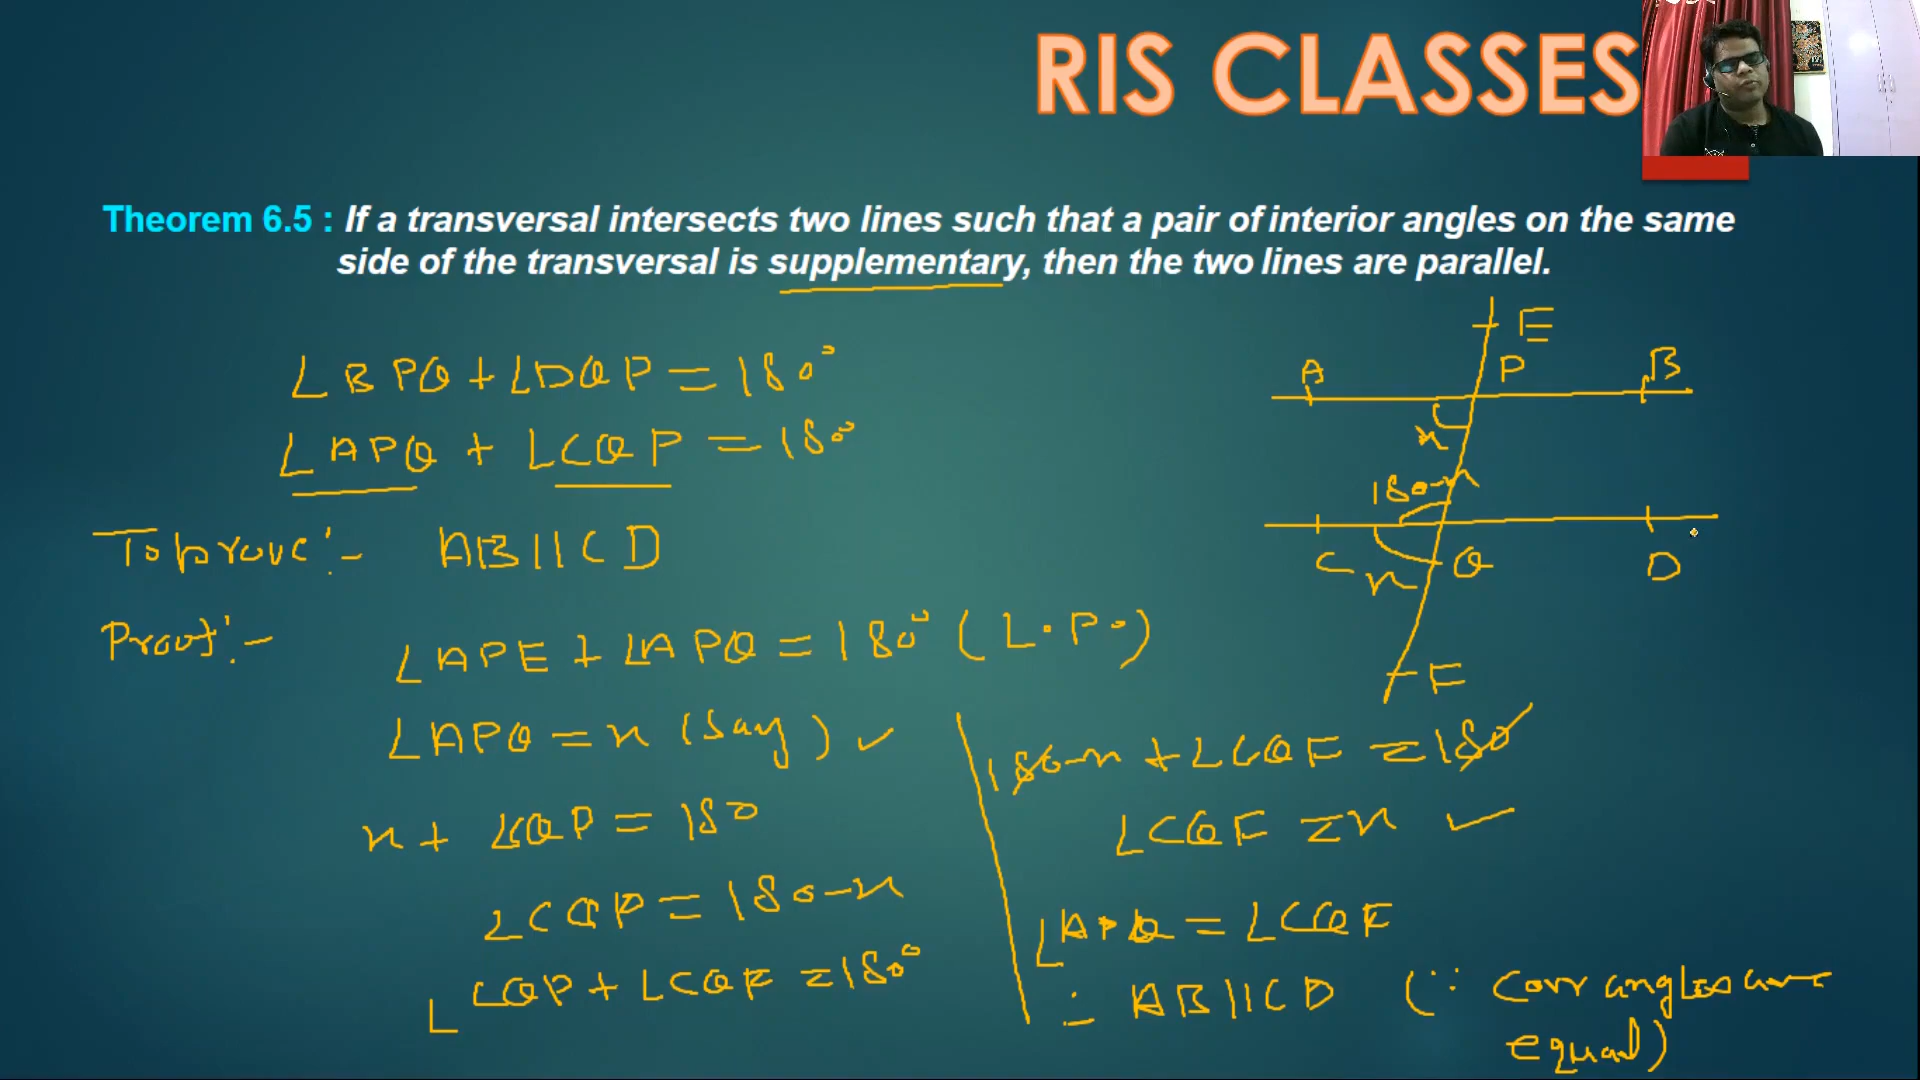 RIS CLASSES
Theorem 6.5 : If a transversal intersects two lines such that a pair of interior angles on the same
side of the transversal is supplementary, then the two lines are parallel.
∠BPQ + ∠DQP = 180°
∠APQ + ∠CQP = 180°
To prove:- AB||CD
Proof:- ∠APE + ∠APQ = 180° (L.P.)
∠APQ = x (say) ✓
x + ∠CQP = 180
∠CQP = 180-x
∠CQP + ∠CQF = 180°
180-x + ∠CQF = 180
∠CQF = x ✓
∠APQ = ∠CQF
∴ AB||CD (∵ Corr angles are
equal)
E
A P B
x
180-x
C x Q D
F